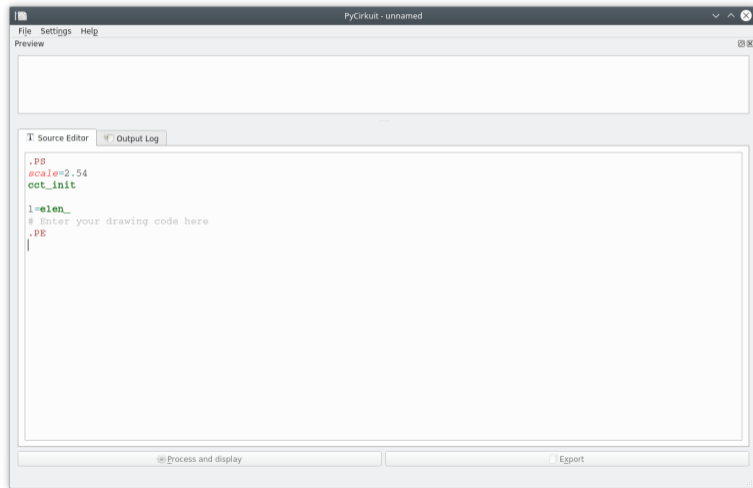 PyCirkuit - unnamed
File Settings Help
Preview
Source Editor Output Log
.PS
scale=2.54
cct_init
l=elen_
# Enter your drawing code here
.PE
Process and display Export